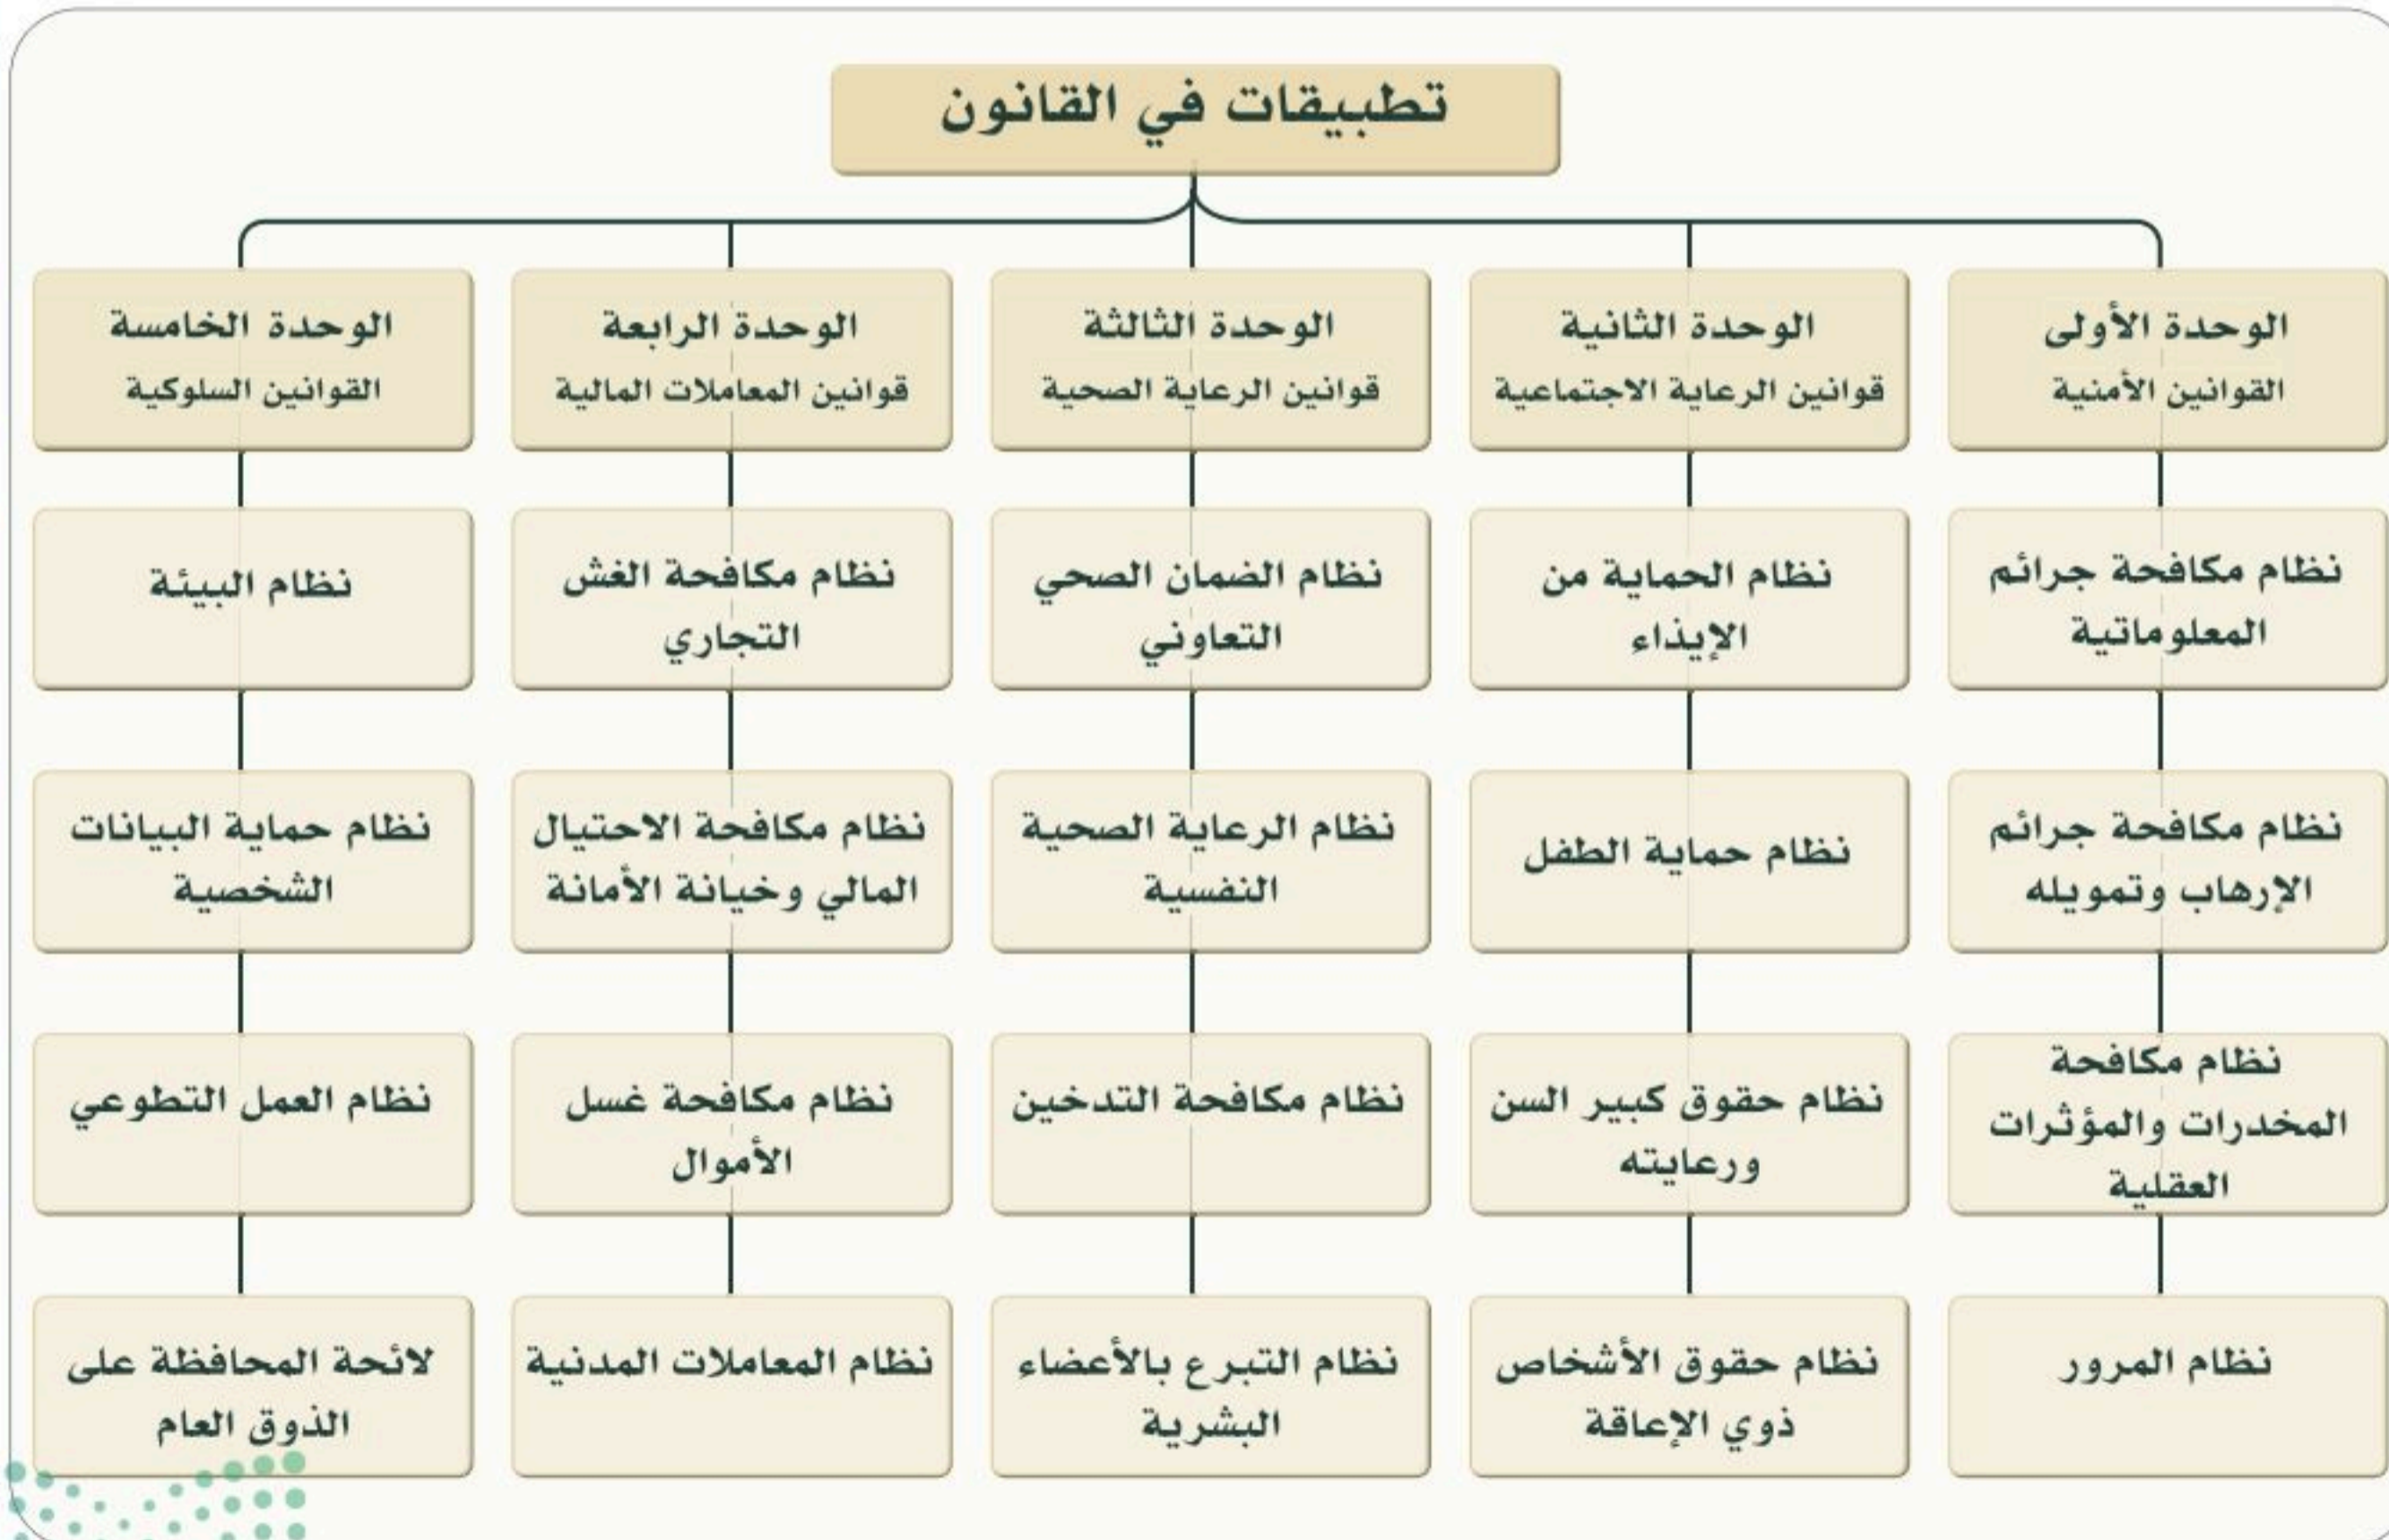 تطبيقات في القانون
الوحدة الأولى
القوانين الأمنية
نظام مكافحة جرائم
المعلوماتية
نظام مكافحة جرائم
الإرهاب وتمويله
نظام مكافحة
المخدرات والمؤثرات
العقلية
نظام المرور
الوحدة الثانية
قوانين الرعاية الاجتماعية
نظام الحماية من
الإيذاء
نظام حماية الطفل
نظام حقوق كبير السن
ورعايته
نظام حقوق الأشخاص
ذوي الإعاقة
الوحدة الثالثة
قوانين الرعاية الصحية
نظام الضمان الصحي
التعاوني
نظام الرعاية الصحية
النفسية
نظام مكافحة التدخين
نظام التبرع بالأعضاء
البشرية
الوحدة الرابعة
قوانين المعاملات المالية
نظام مكافحة الغش
التجاري
نظام مكافحة الاحتيال
المالي وخيانة الأمانة
نظام مكافحة غسل
الأموال
نظام المعاملات المدنية
الوحدة الخامسة
القوانين السلوكية
نظام البيئة
نظام حماية البيانات
الشخصية
نظام العمل التطوعي
لائحة المحافظة على
الذوق العام